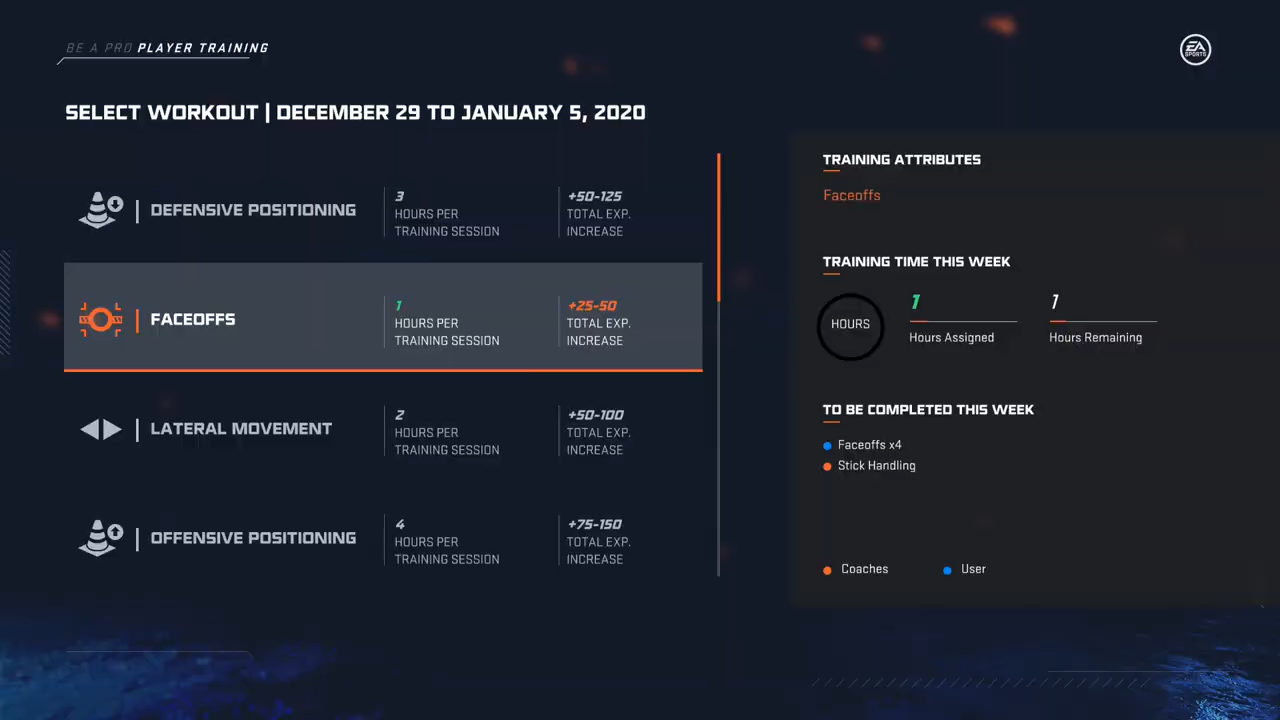 BE A PRO PLAYER TRAINING
EA
SPORTS
SELECT WORKOUT | DECEMBER 29 TO JANUARY 5, 2020
DEFENSIVE POSITIONING
3
HOURS PER
TRAINING SESSION
+50-125
TOTAL EXP.
INCREASE
FACEOFFS
1
HOURS PER
TRAINING SESSION
+25-50
TOTAL EXP.
INCREASE
LATERAL MOVEMENT
2
HOURS PER
TRAINING SESSION
+50-100
TOTAL EXP.
INCREASE
OFFENSIVE POSITIONING
4
HOURS PER
TRAINING SESSION
+75-150
TOTAL EXP.
INCREASE
TRAINING ATTRIBUTES
Faceoffs
TRAINING TIME THIS WEEK
HOURS
1
Hours Assigned
1
Hours Remaining
TO BE COMPLETED THIS WEEK
Faceoffs x4
Stick Handling
Coaches
User